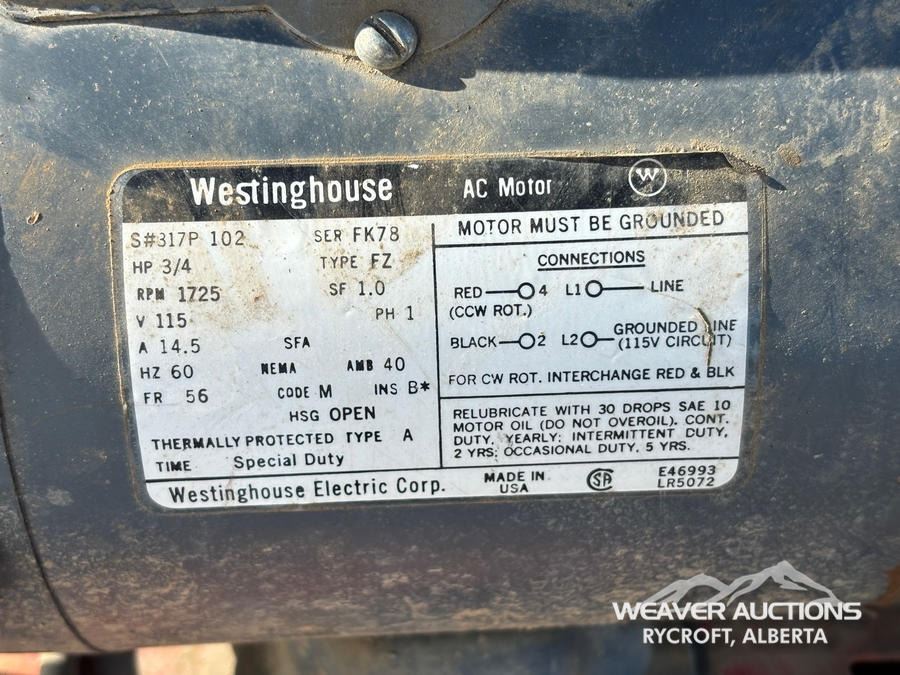 Westinghouse AC Motor W
S#317P 102 SER FK78
HP 3/4 TYPE FZ
RPM 1725 SF 1.0
V 115 PH 1
A 14.5 SFA
HZ 60 NEMA AMB 40
FR 56 CODE M INS B*
HSG OPEN
THERMALLY PROTECTED TYPE A
TIME Special Duty
MOTOR MUST BE GROUNDED
CONNECTIONS
RED 4 L1 LINE
(CCW ROT.)
BLACK 2 L2 GROUNDED LINE
(115V CIRCUIT)
FOR CW ROT. INTERCHANGE RED & BLK
RELUBRICATE WITH 30 DROPS SAE 10
MOTOR OIL (DO NOT OVEROIL). CONT.
DUTY, YEARLY; INTERMITTENT DUTY,
2 YRS; OCCASIONAL DUTY, 5 YRS.
Westinghouse Electric Corp. MADE IN
USA
SA
E46993
LR5072
WEAVER AUCTIONS
RYCROFT, ALBERTA